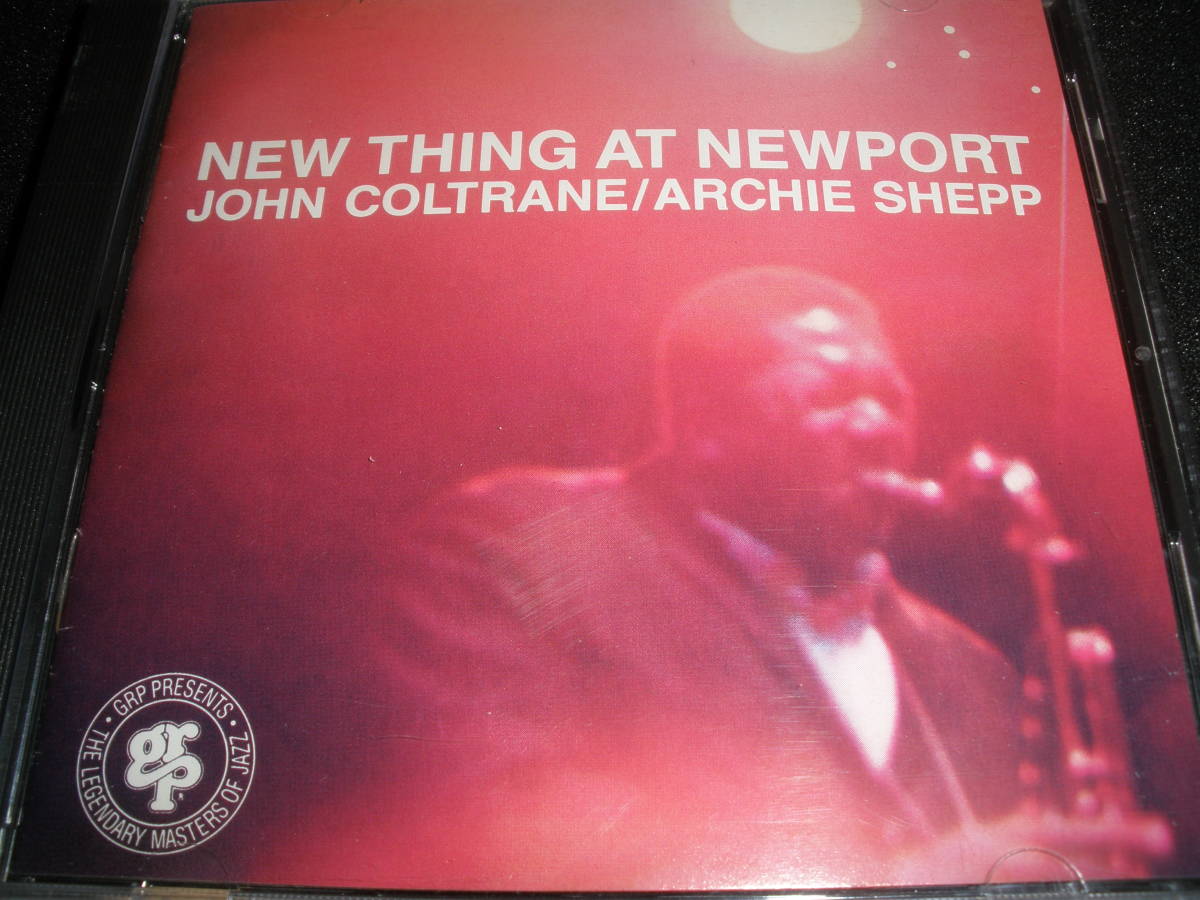 NEW THING AT NEWPORT
JOHN COLTRANE/ARCHIE SHEPP
• GRP PRESENTS •
THE LEGENDARY MASTERS OF JAZZ
grp